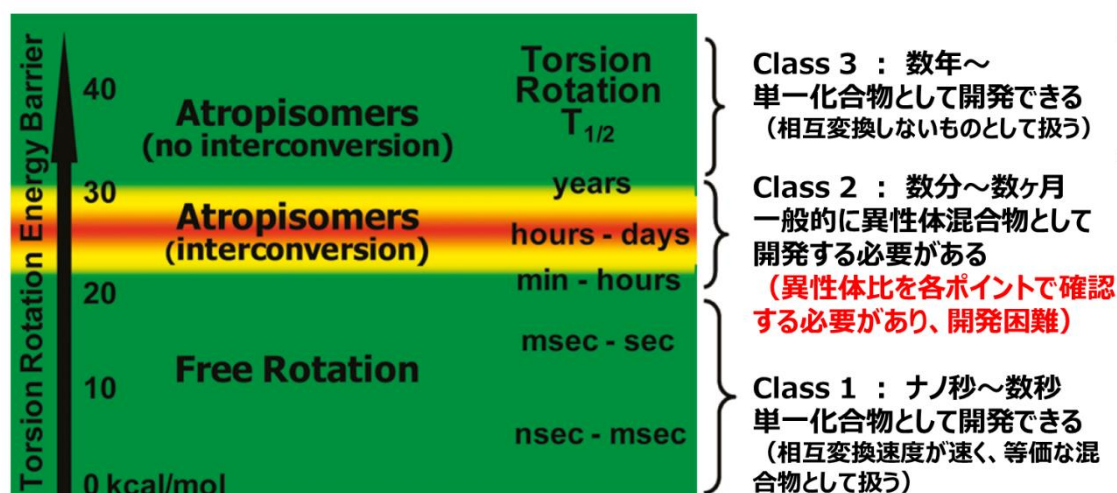 Torsion Rotation Energy Barrier
40
30
20
10
0 kcal/mol
Atropisomers
(no interconversion)
Atropisomers
(interconversion)
Free Rotation
Torsion
Rotation
T1/2
years
hours - days
min - hours
msec - sec
nsec - msec
Class 3 : 数年～
単一化合物として開発できる
（相互変換しないものとして扱う）
Class 2 : 数分～数ヶ月
一般的に異性体混合物として
開発する必要がある
（異性体比を各ポイントで確認
する必要があり、開発困難）
Class 1 : ナノ秒～数秒
単一化合物として開発できる
（相互変換速度が速く、等価な混
合物として扱う）